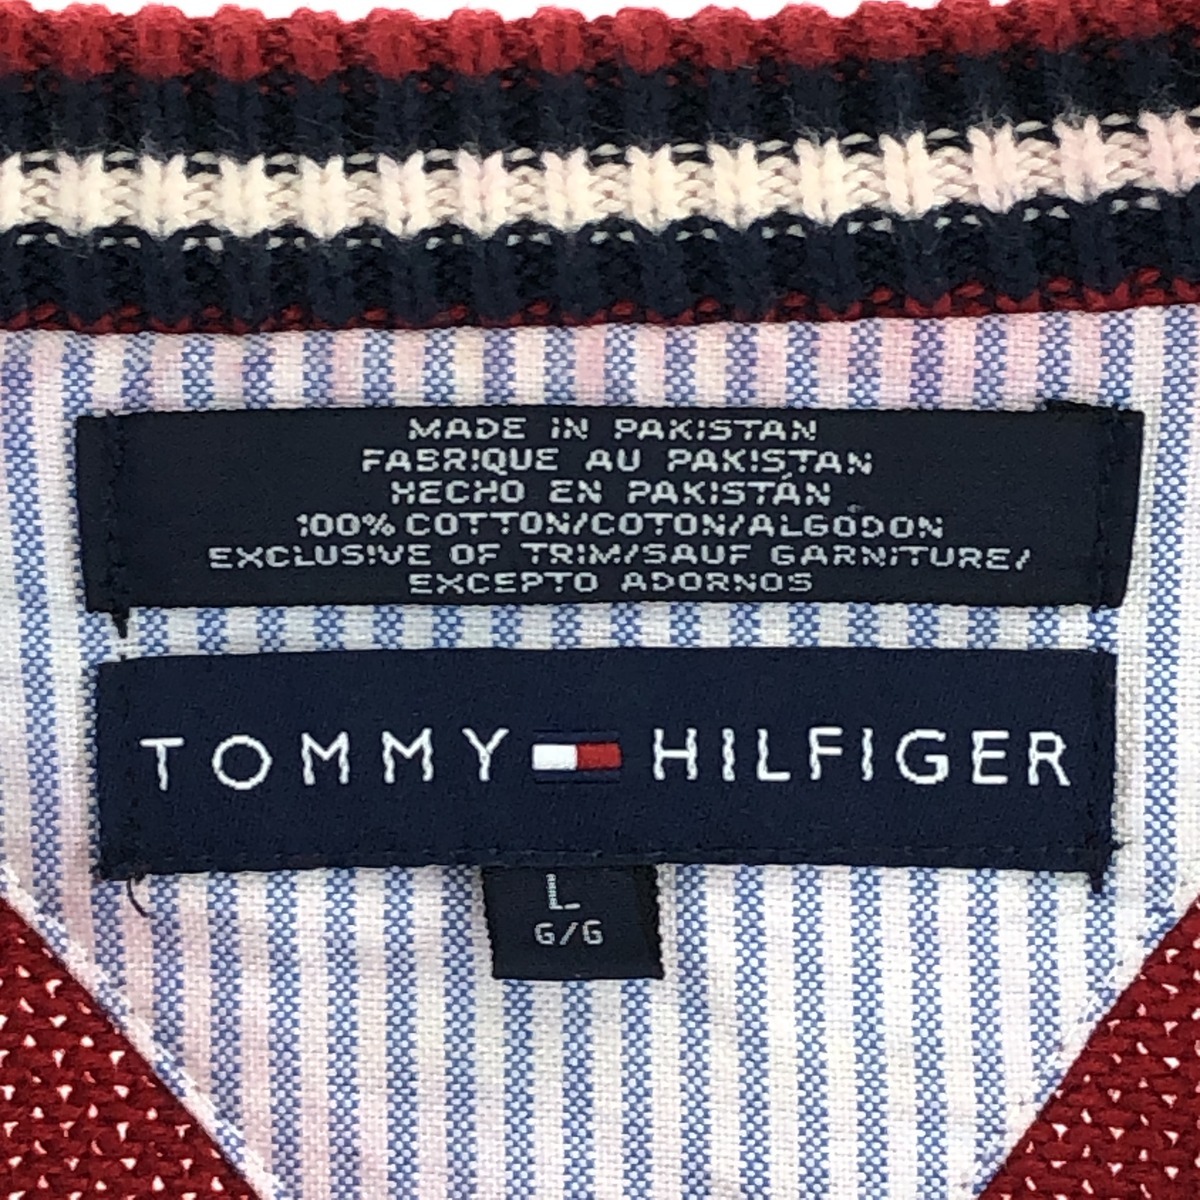 MADE IN PAKISTAN
FABRIQUE AU PAKISTAN
HECHO EN PAKISTÁN
100% COTTON/COTON/ALGODON
EXCLUSIVE OF TRIM/SAUF GARNITURE/
EXCEPTO ADORNOS
TOMMY HILFIGER
L
G/G